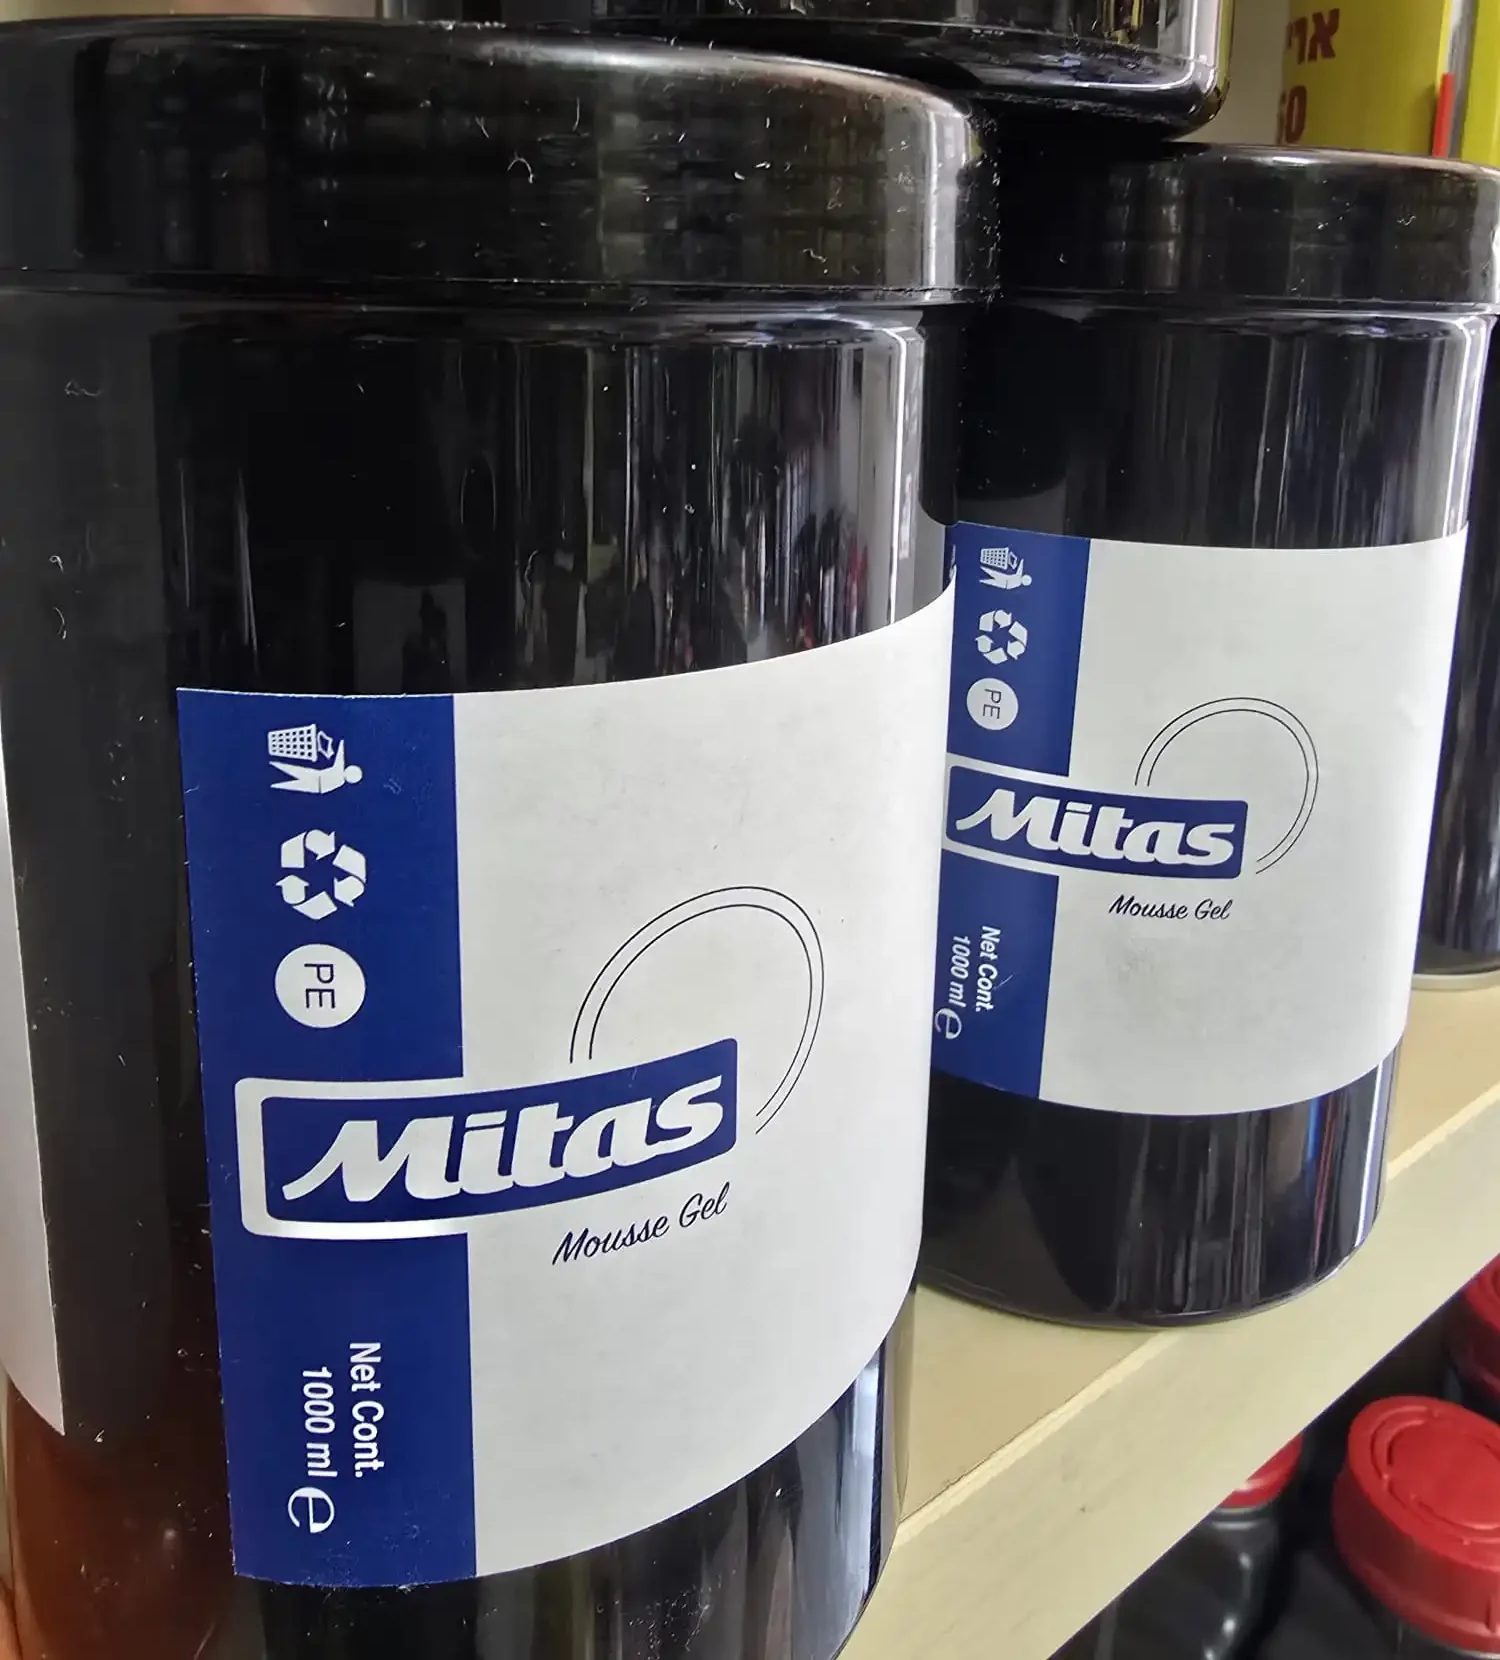 PE
Mitas
Mousse Gel
Net Cont.
1000 ml e
PE
Mitas
Mousse Gel
Net Cont.
1000 ml e